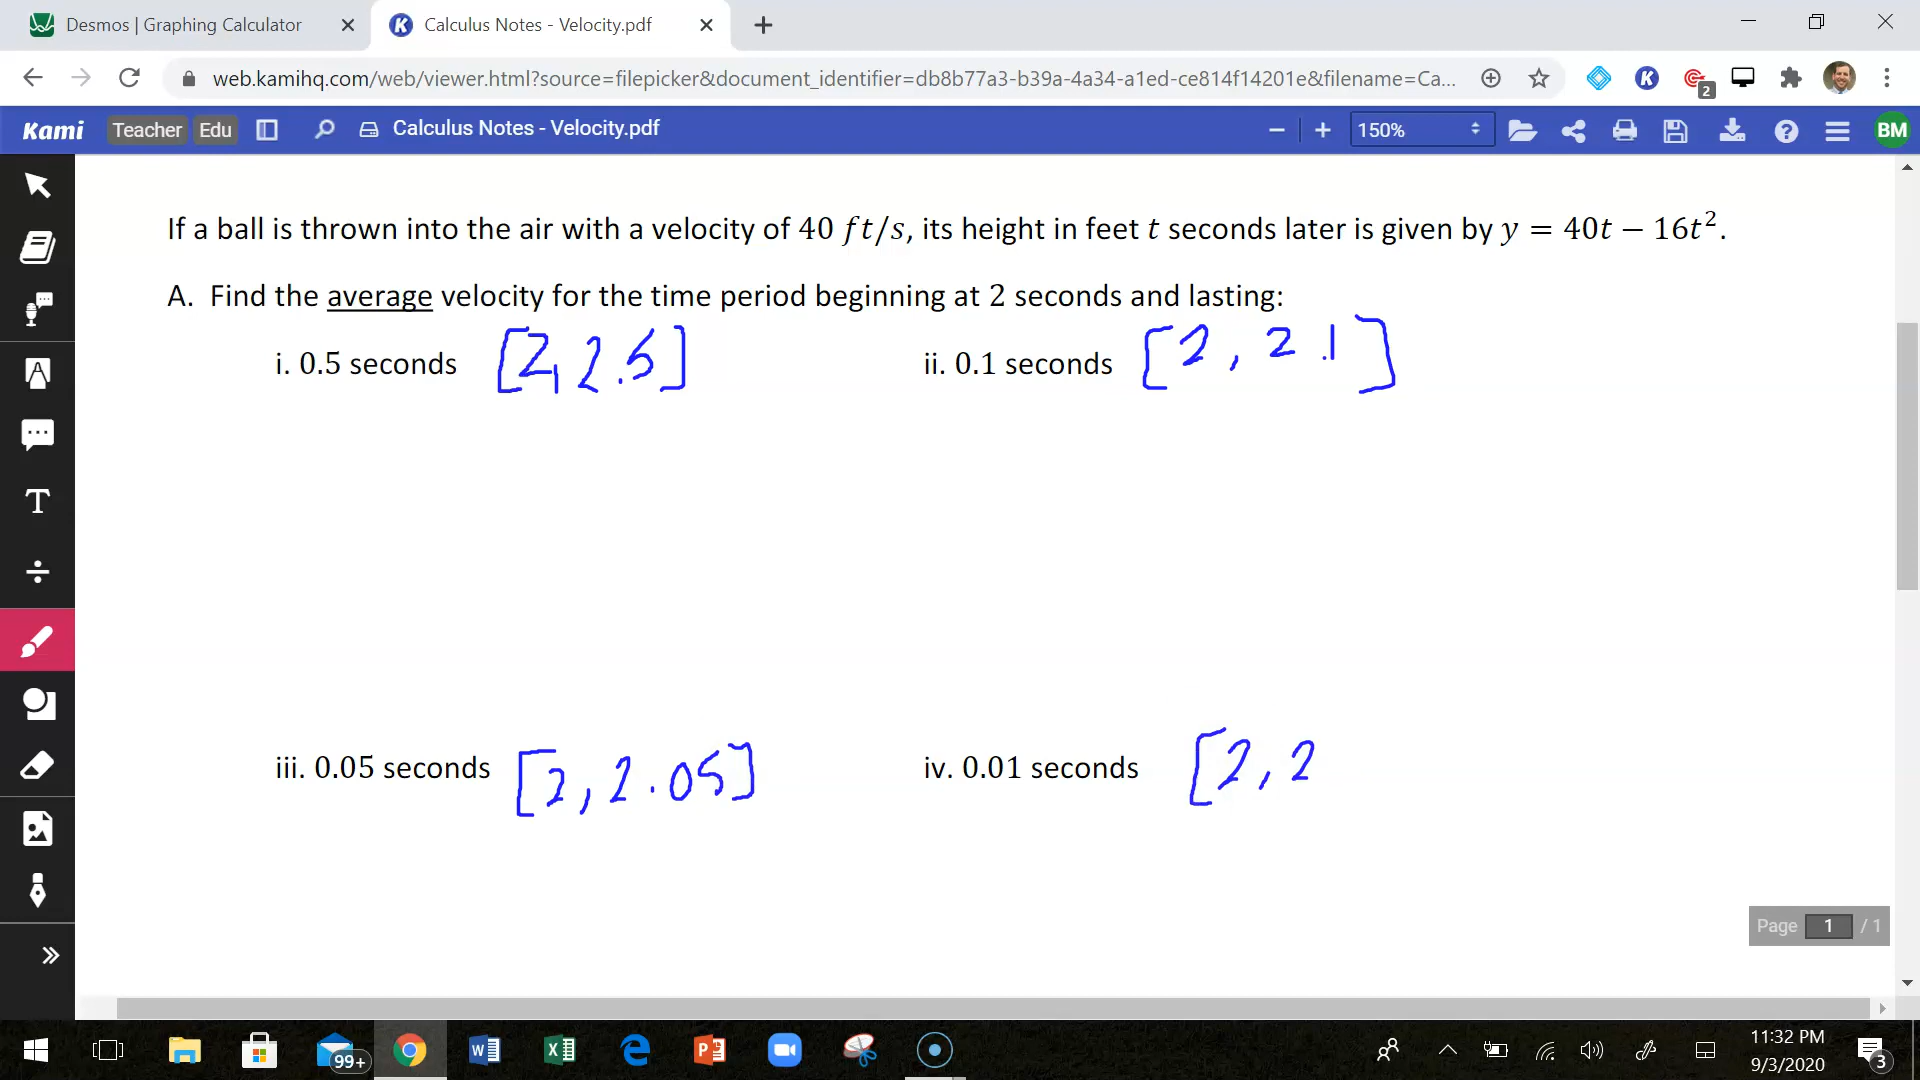 Desmos | Graphing Calculator
Calculus Notes - Velocity.pdf
web.kamihq.com/web/viewer.html?source=filepicker&document_identifier=db8b77a3-b39a-4a34-a1ed-ce814f14201e&filename=Ca...
2
Kami Teacher Edu Calculus Notes - Velocity.pdf 150% BM
If a ball is thrown into the air with a velocity of 40 ft/s, its height in feet t seconds later is given by y = 40t − 16t².
A. Find the average velocity for the time period beginning at 2 seconds and lasting:
i. 0.5 seconds [2, 2.5]
ii. 0.1 seconds [2, 2.1]
iii. 0.05 seconds [2, 2.05]
iv. 0.01 seconds [2, 2
Page 1 / 1
99+
11:32 PM
9/3/2020
3